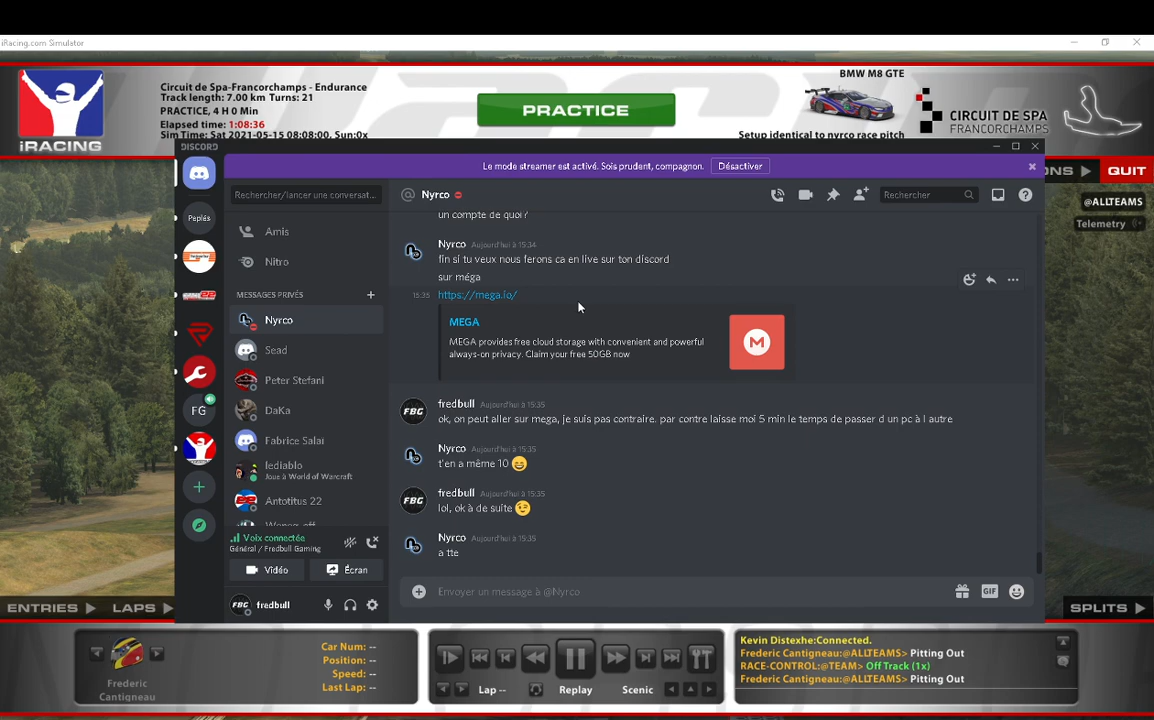 iRacing.com Simulator
iRACING
Circuit de Spa-Francorchamps - Endurance
Track length: 7.00 km Turns: 21
PRACTICE, 4 H 0 Min
Elapsed time: 1:08:36
Sim Time: Sat 2021-05-15 08:08:00, Sun:0x
PRACTICE
BMW M8 GTE
Setup identical to nyrco race pitch
CIRCUIT DE SPA
FRANCORCHAMPS
ONS
QUIT
@ALLTEAMS
Telemetry
DISCORD
Le mode streamer est activé. Sois prudent, compagnon.
Désactiver
Rechercher/lancer une conversat...
@ Nyrco
Rechercher
Peplés
FG
Amis
Nitro
MESSAGES PRIVÉS
Nyrco
Sead
Peter Stefani
DaKa
Fabrice Salai
lediablo
Joue à World of Warcraft
Antotitus 22
Voix connectée
Général / Fredbull Gaming
Vidéo
Écran
FBG
fredbull
un compte de quoi?
Nyrco Aujourd'hui à 15:34
fin si tu veux nous ferons ca en live sur ton discord
sur méga
15:35 https://mega.io/
MEGA
MEGA provides free cloud storage with convenient and powerful
always-on privacy. Claim your free 50GB now
M
FBG
fredbull Aujourd'hui à 15:35
ok, on peut aller sur mega, je suis pas contraire. par contre laisse moi 5 min le temps de passer d un pc à l autre
Nyrco Aujourd'hui à 15:35
t'en a même 10
FBG
fredbull Aujourd'hui à 15:35
lol, ok à de suite
Nyrco Aujourd'hui à 15:35
a tte
Envoyer un message à @Nyrco
GIF
ENTRIES
LAPS
SPLITS
Frederic
Cantigneau
Car Num: --
Position: --
Speed: --
Last Lap: --
Lap --
Replay
Scenic
Kevin Distexhe:Connected.
Frederic Cantigneau:@ALLTEAMS> Pitting Out
RACE-CONTROL:@TEAM> Off Track (1x)
Frederic Cantigneau:@ALLTEAMS> Pitting Out